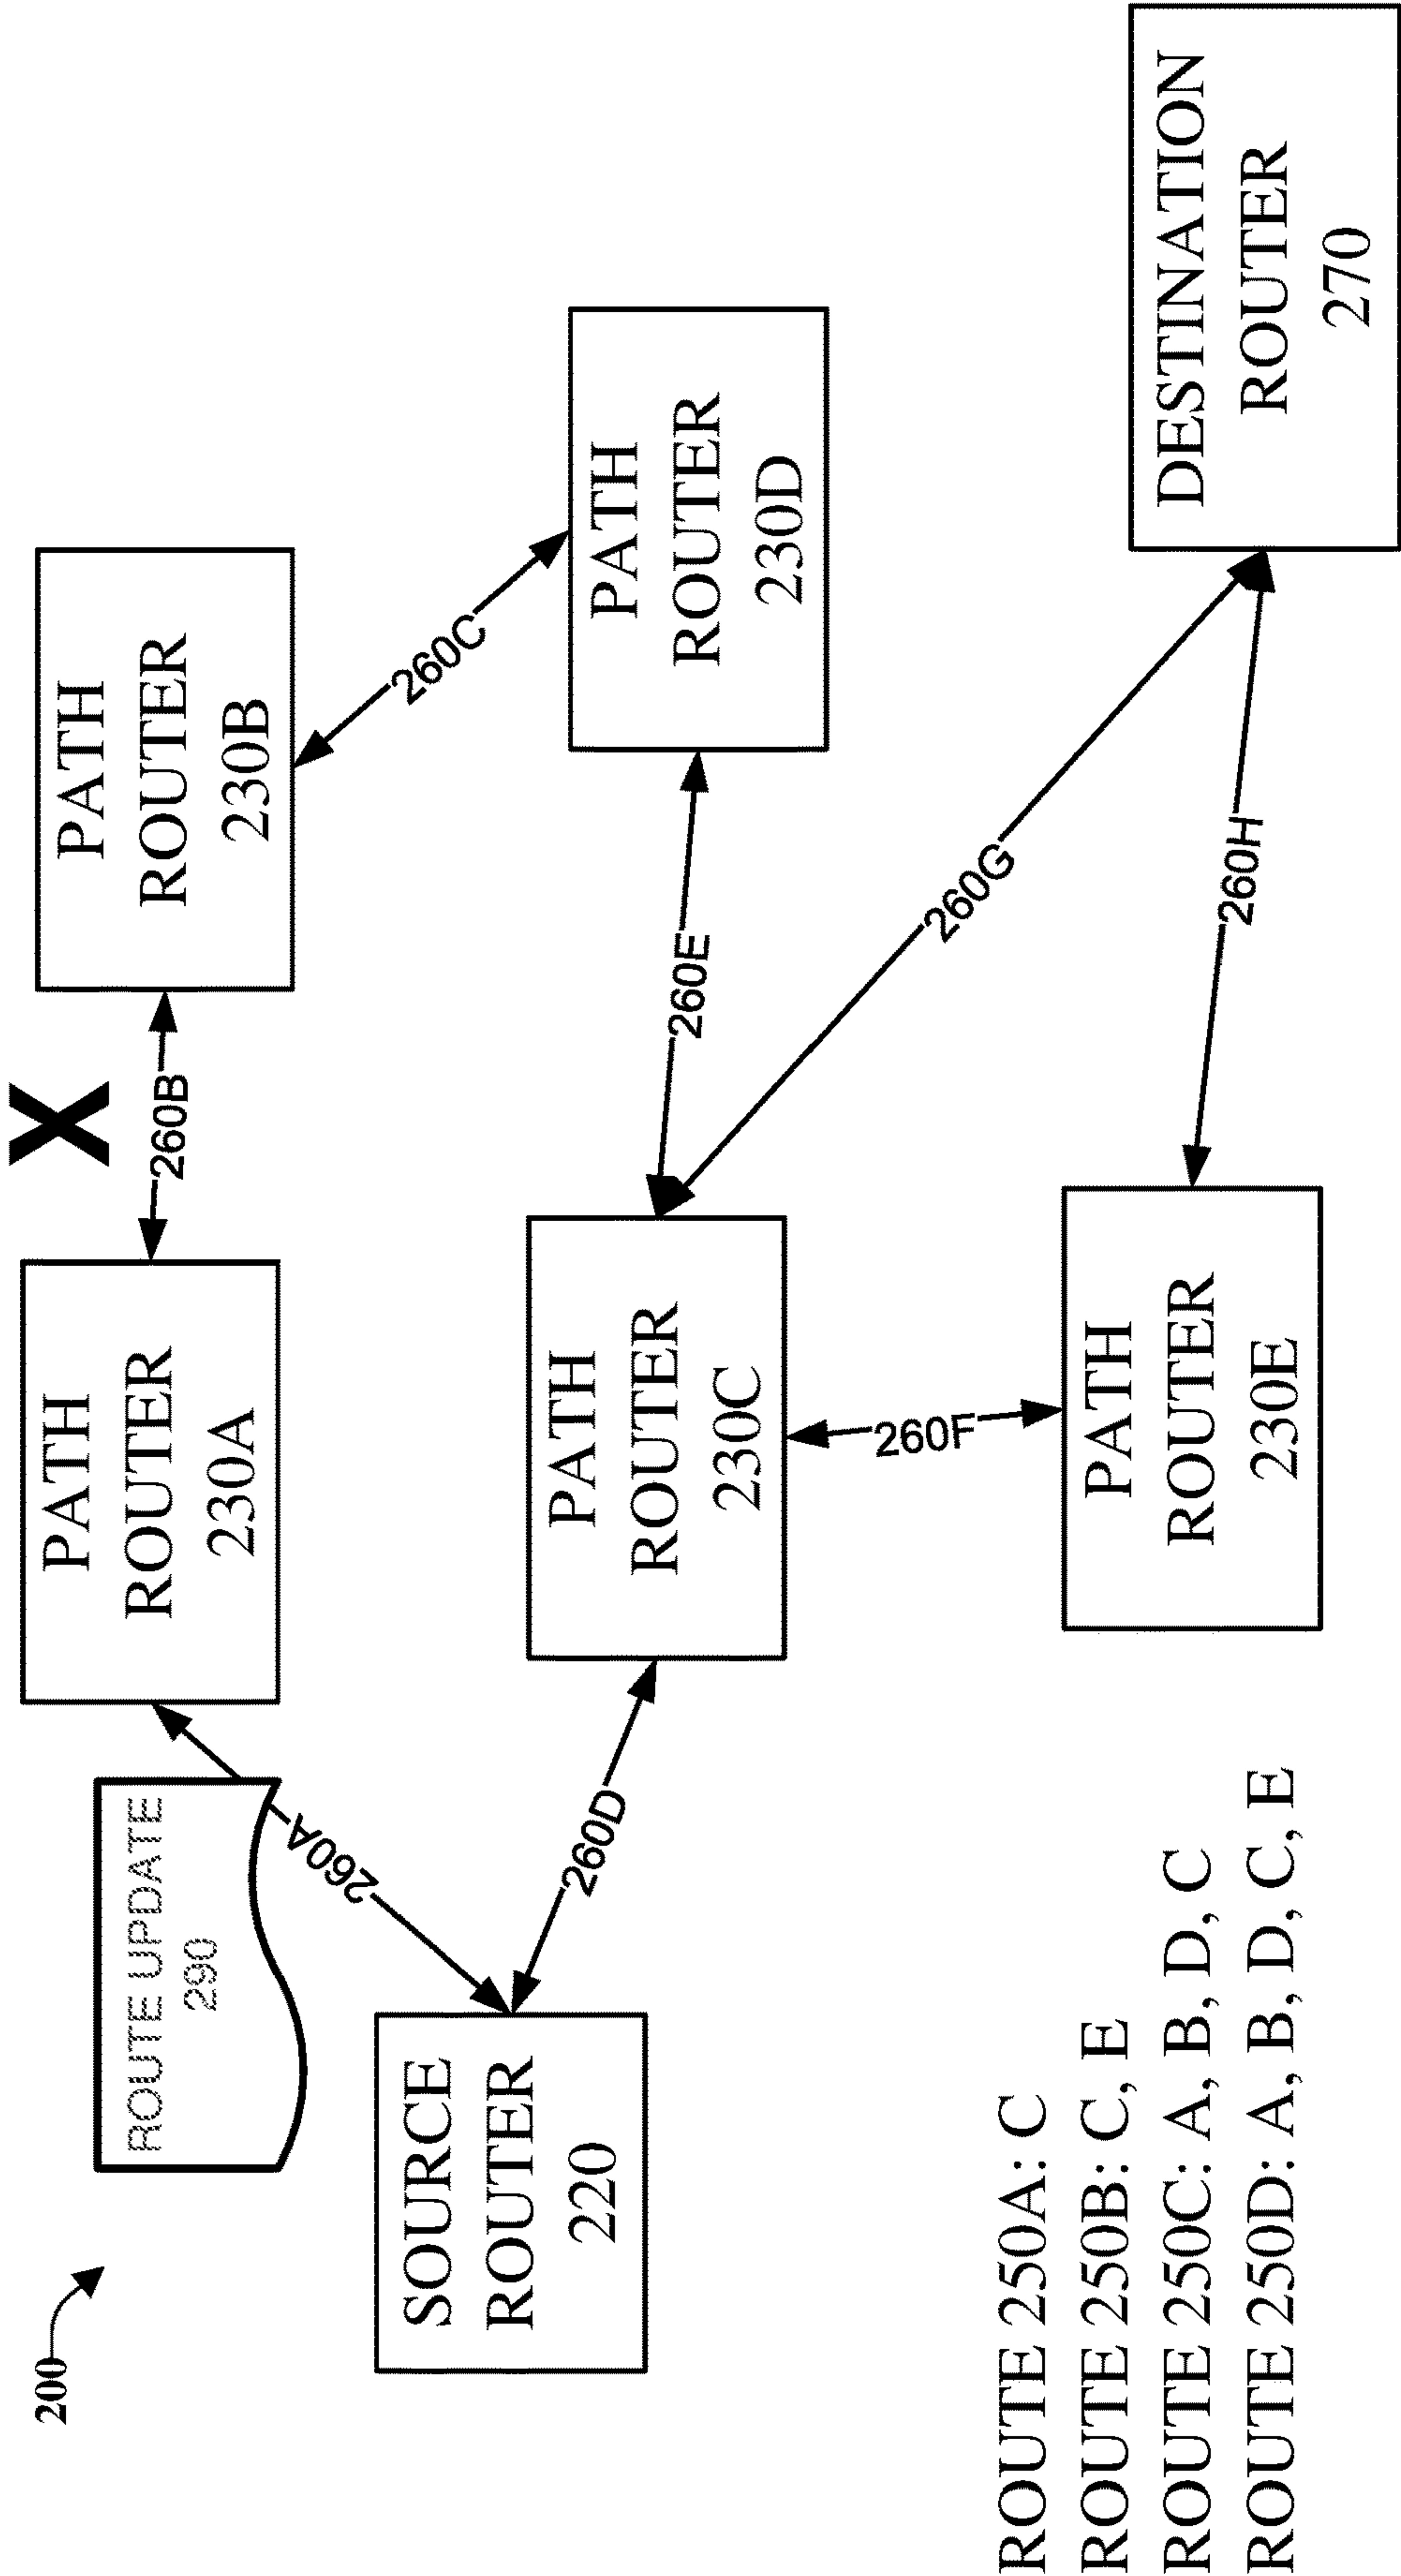 200
ROUTE UPDATE
290
SOURCE
ROUTER
220
260A
260D
PATH
ROUTER
230A
260B
X
PATH
ROUTER
230B
260C
PATH
ROUTER
230C
260E
PATH
ROUTER
230D
260F
260G
PATH
ROUTER
230E
260H
DESTINATION
ROUTER
270
ROUTE 250A: C
ROUTE 250B: C, E
ROUTE 250C: A, B, D, C
ROUTE 250D: A, B, D, C, E